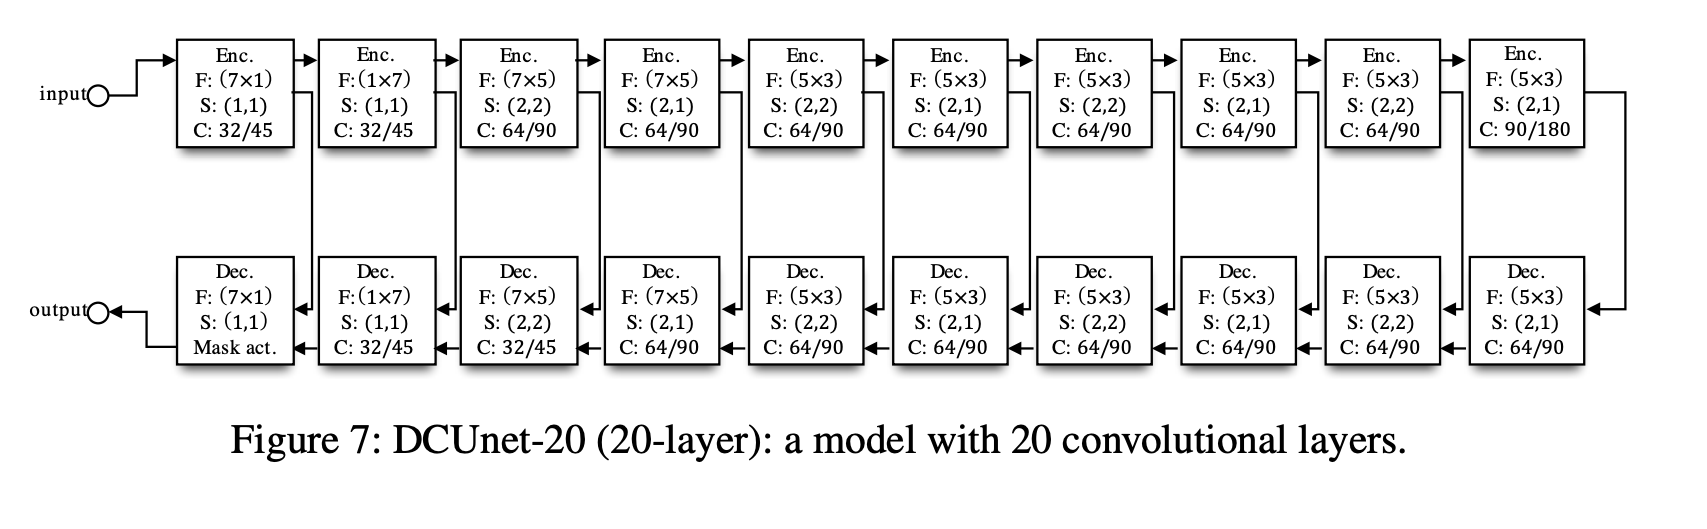 input
Enc.
F: (7×1)
S: (1,1)
C: 32/45
Enc.
F:(1×7)
S: (1,1)
C: 32/45
Enc.
F: (7×5)
S: (2,2)
C: 64/90
Enc.
F: (7×5)
S: (2,1)
C: 64/90
Enc.
F: (5×3)
S: (2,2)
C: 64/90
Enc.
F: (5×3)
S: (2,1)
C: 64/90
Enc.
F: (5×3)
S: (2,2)
C: 64/90
Enc.
F: (5×3)
S: (2,1)
C: 64/90
Enc.
F: (5×3)
S: (2,2)
C: 64/90
Enc.
F: (5×3)
S: (2,1)
C: 90/180
output
Dec.
F: (7×1)
S: (1,1)
Mask act.
Dec.
F:(1×7)
S: (1,1)
C: 32/45
Dec.
F: (7×5)
S: (2,2)
C: 32/45
Dec.
F: (7×5)
S: (2,1)
C: 64/90
Dec.
F: (5×3)
S: (2,2)
C: 64/90
Dec.
F: (5×3)
S: (2,1)
C: 64/90
Dec.
F: (5×3)
S: (2,2)
C: 64/90
Dec.
F: (5×3)
S: (2,1)
C: 64/90
Dec.
F: (5×3)
S: (2,2)
C: 64/90
Dec.
F: (5×3)
S: (2,1)
C: 64/90
Figure 7: DCUnet-20 (20-layer): a model with 20 convolutional layers.